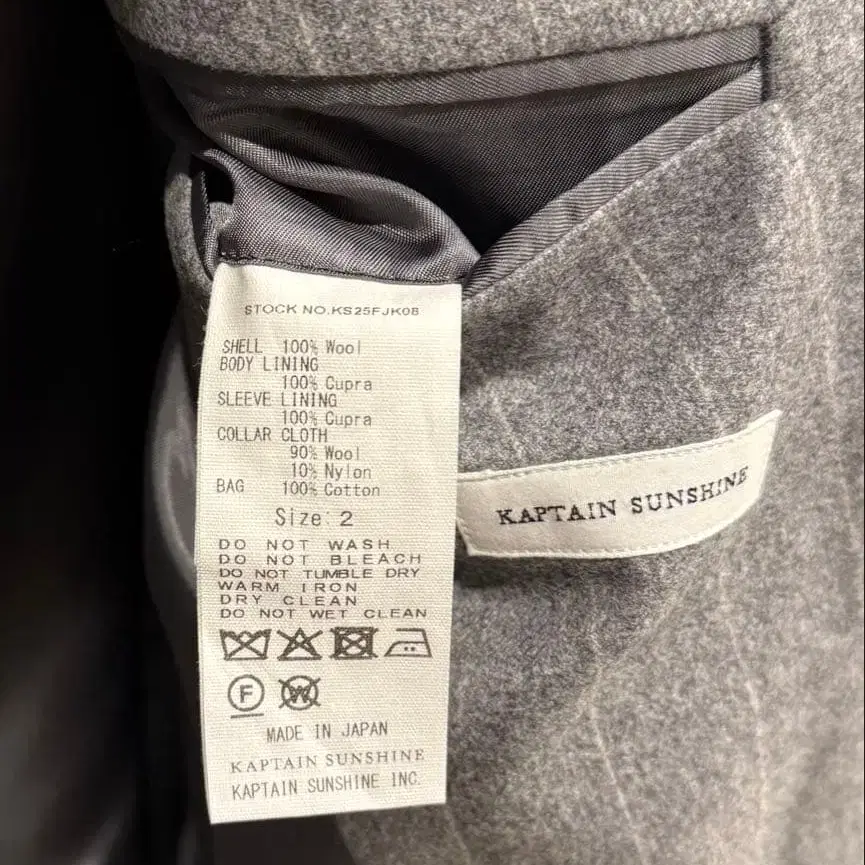 STOCK NO.KS25FJK08
SHELL 100% Wool
BODY LINING
100% Cupra
SLEEVE LINING
100% Cupra
COLLAR CLOTH
90% Wool
10% Nylon
BAG 100% Cotton
Size: 2
DO NOT WASH
DO NOT BLEACH
DO NOT TUMBLE DRY
WARM IRON
DRY CLEAN
DO NOT WET CLEAN
F W
MADE IN JAPAN
KAPTAIN SUNSHINE
KAPTAIN SUNSHINE INC.
KAPTAIN SUNSHINE